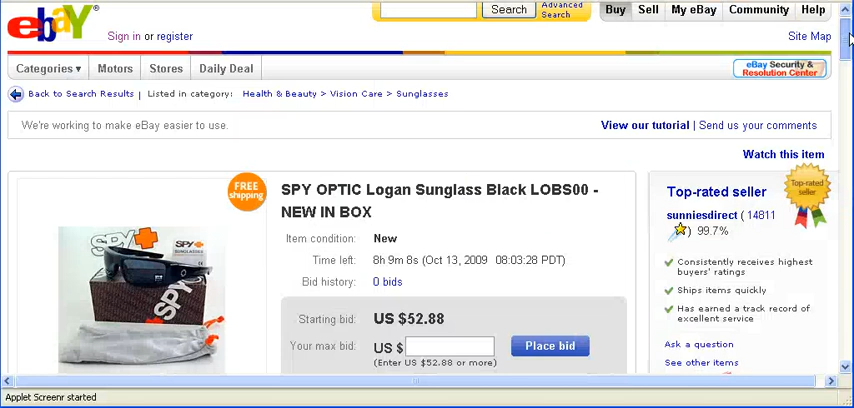 ebaY®
Search
Advanced
Search
Buy Sell My eBay Community Help
Sign in or register
Site Map
Categories ▾ Motors Stores Daily Deal
eBay Security &
Resolution Center
Back to Search Results | Listed in category: Health & Beauty > Vision Care > Sunglasses
We're working to make eBay easier to use.
View our tutorial | Send us your comments
Watch this item
FREE
shipping
SPY OPTIC Logan Sunglass Black LOBS00 -
NEW IN BOX
Item condition: New
Time left: 8h 9m 8s (Oct 13, 2009 08:03:28 PDT)
Bid history: 0 bids
Starting bid: US $52.88
Your max bid: US $
Place bid
(Enter US $52.88 or more)
SPY
SPY
SPY
Top-rated seller
Top-rated
seller
sunniesdirect ( 14811
) 99.7%
Consistently receives highest
buyers' ratings
Ships items quickly
Has earned a track record of
excellent service
Ask a question
See other items
Applet Screenr started